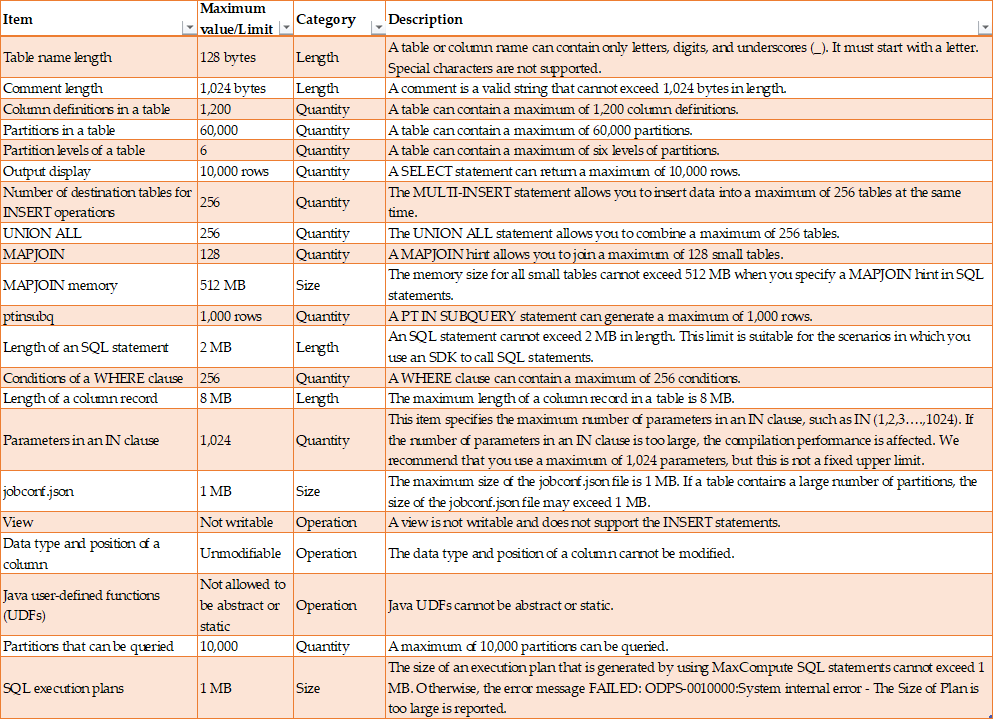 Item
Maximum
value/Limit
Category
Description
Table name length
128 bytes
Length
A table or column name can contain only letters, digits, and underscores (_). It must start with a letter.
Special characters are not supported.
Comment length
1,024 bytes
Length
A comment is a valid string that cannot exceed 1,024 bytes in length.
Column definitions in a table
1,200
Quantity
A table can contain a maximum of 1,200 column definitions.
Partitions in a table
60,000
Quantity
A table can contain a maximum of 60,000 partitions.
Partition levels of a table
6
Quantity
A table can contain a maximum of six levels of partitions.
Output display
10,000 rows
Quantity
A SELECT statement can return a maximum of 10,000 rows.
Number of destination tables for
INSERT operations
256
Quantity
The MULTI-INSERT statement allows you to insert data into a maximum of 256 tables at the same
time.
UNION ALL
256
Quantity
The UNION ALL statement allows you to combine a maximum of 256 tables.
MAPJOIN
128
Quantity
A MAPJOIN hint allows you to join a maximum of 128 small tables.
MAPJOIN memory
512 MB
Size
The memory size for all small tables cannot exceed 512 MB when you specify a MAPJOIN hint in SQL
statements.
ptinsubq
1,000 rows
Quantity
A PT IN SUBQUERY statement can generate a maximum of 1,000 rows.
Length of an SQL statement
2 MB
Length
An SQL statement cannot exceed 2 MB in length. This limit is suitable for the scenarios in which you
use an SDK to call SQL statements.
Conditions of a WHERE clause
256
Quantity
A WHERE clause can contain a maximum of 256 conditions.
Length of a column record
8 MB
Length
The maximum length of a column record in a table is 8 MB.
Parameters in an IN clause
1,024
Quantity
This item specifies the maximum number of parameters in an IN clause, such as IN (1,2,3….,1024). If
the number of parameters in an IN clause is too large, the compilation performance is affected. We
recommend that you use a maximum of 1,024 parameters, but this is not a fixed upper limit.
jobconf.json
1 MB
Size
The maximum size of the jobconf.json file is 1 MB. If a table contains a large number of partitions, the
size of the jobconf.json file may exceed 1 MB.
View
Not writable
Operation
A view is not writable and does not support the INSERT statements.
Data type and position of a
column
Unmodifiable
Operation
The data type and position of a column cannot be modified.
Java user-defined functions
(UDFs)
Not allowed to
be abstract or
static
Operation
Java UDFs cannot be abstract or static.
Partitions that can be queried
10,000
Quantity
A maximum of 10,000 partitions can be queried.
SQL execution plans
1 MB
Size
The size of an execution plan that is generated by using MaxCompute SQL statements cannot exceed 1
MB. Otherwise, the error message FAILED: ODPS-0010000:System internal error - The Size of Plan is
too large is reported.